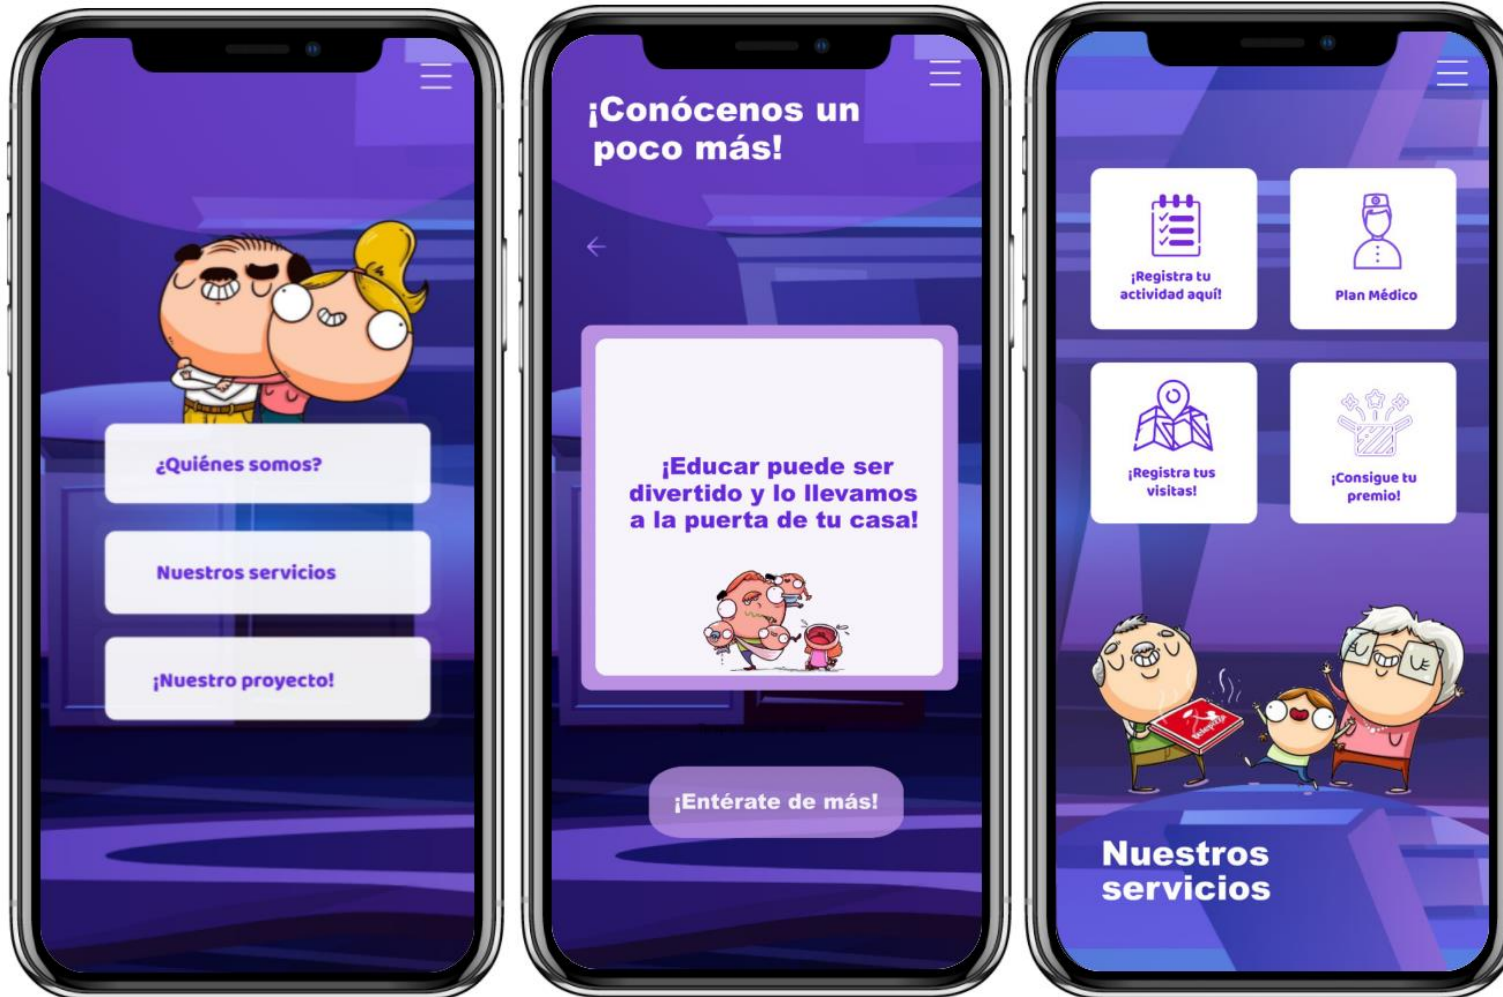 ¿Quiénes somos?
Nuestros servicios
¡Nuestro proyecto!
¡Conócenos un
poco más!
¡Educar puede ser
divertido y lo llevamos
a la puerta de tu casa!
¡Entérate de más!
¡Registra tu
actividad aquí!
Plan Médico
¡Registra tus
visitas!
¡Consigue tu
premio!
telepizza
Nuestros
servicios